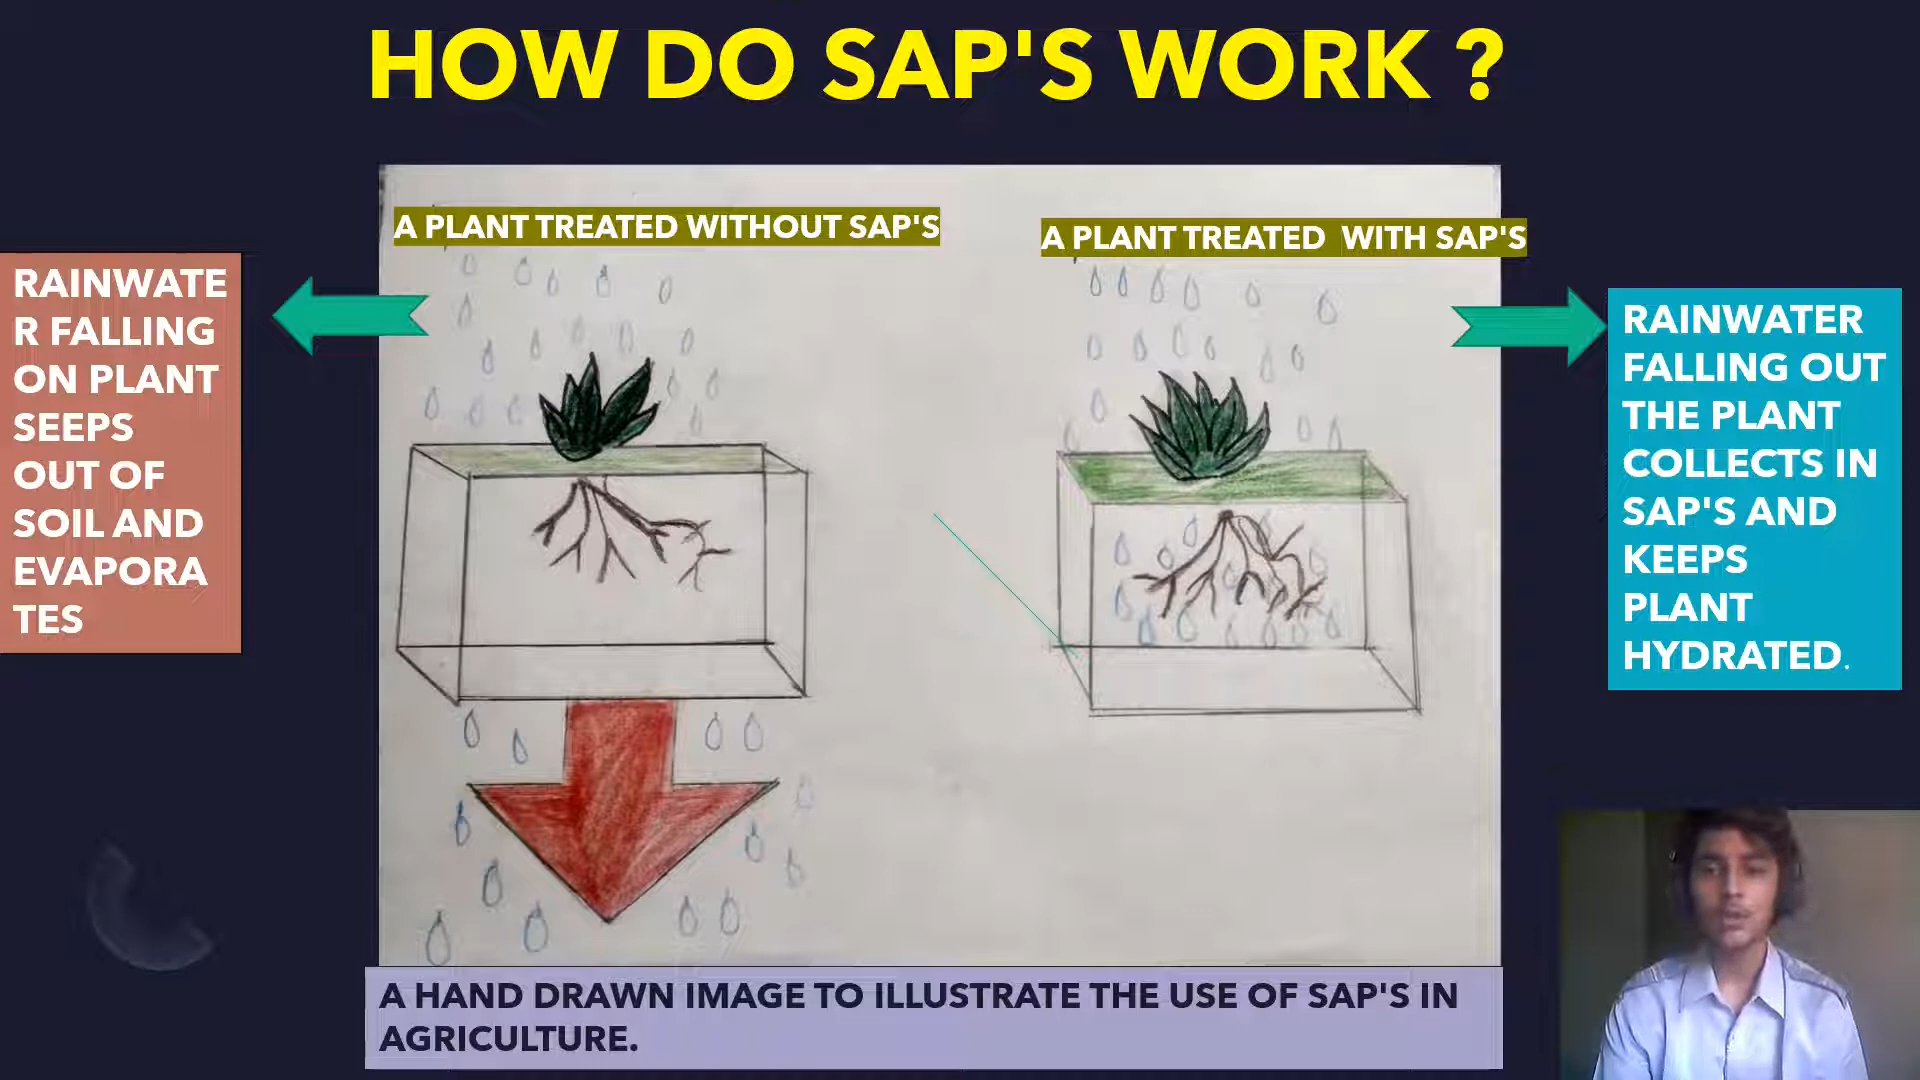 HOW DO SAP'S WORK ?
A PLANT TREATED WITHOUT SAP'S
A PLANT TREATED  WITH SAP'S
RAINWATE
R FALLING
ON PLANT
SEEPS
OUT OF
SOIL AND
EVAPORA
TES
RAINWATER
FALLING OUT
THE PLANT
COLLECTS IN
SAP'S AND
KEEPS
PLANT
HYDRATED.
A HAND DRAWN IMAGE TO ILLUSTRATE THE USE OF SAP'S IN
AGRICULTURE.